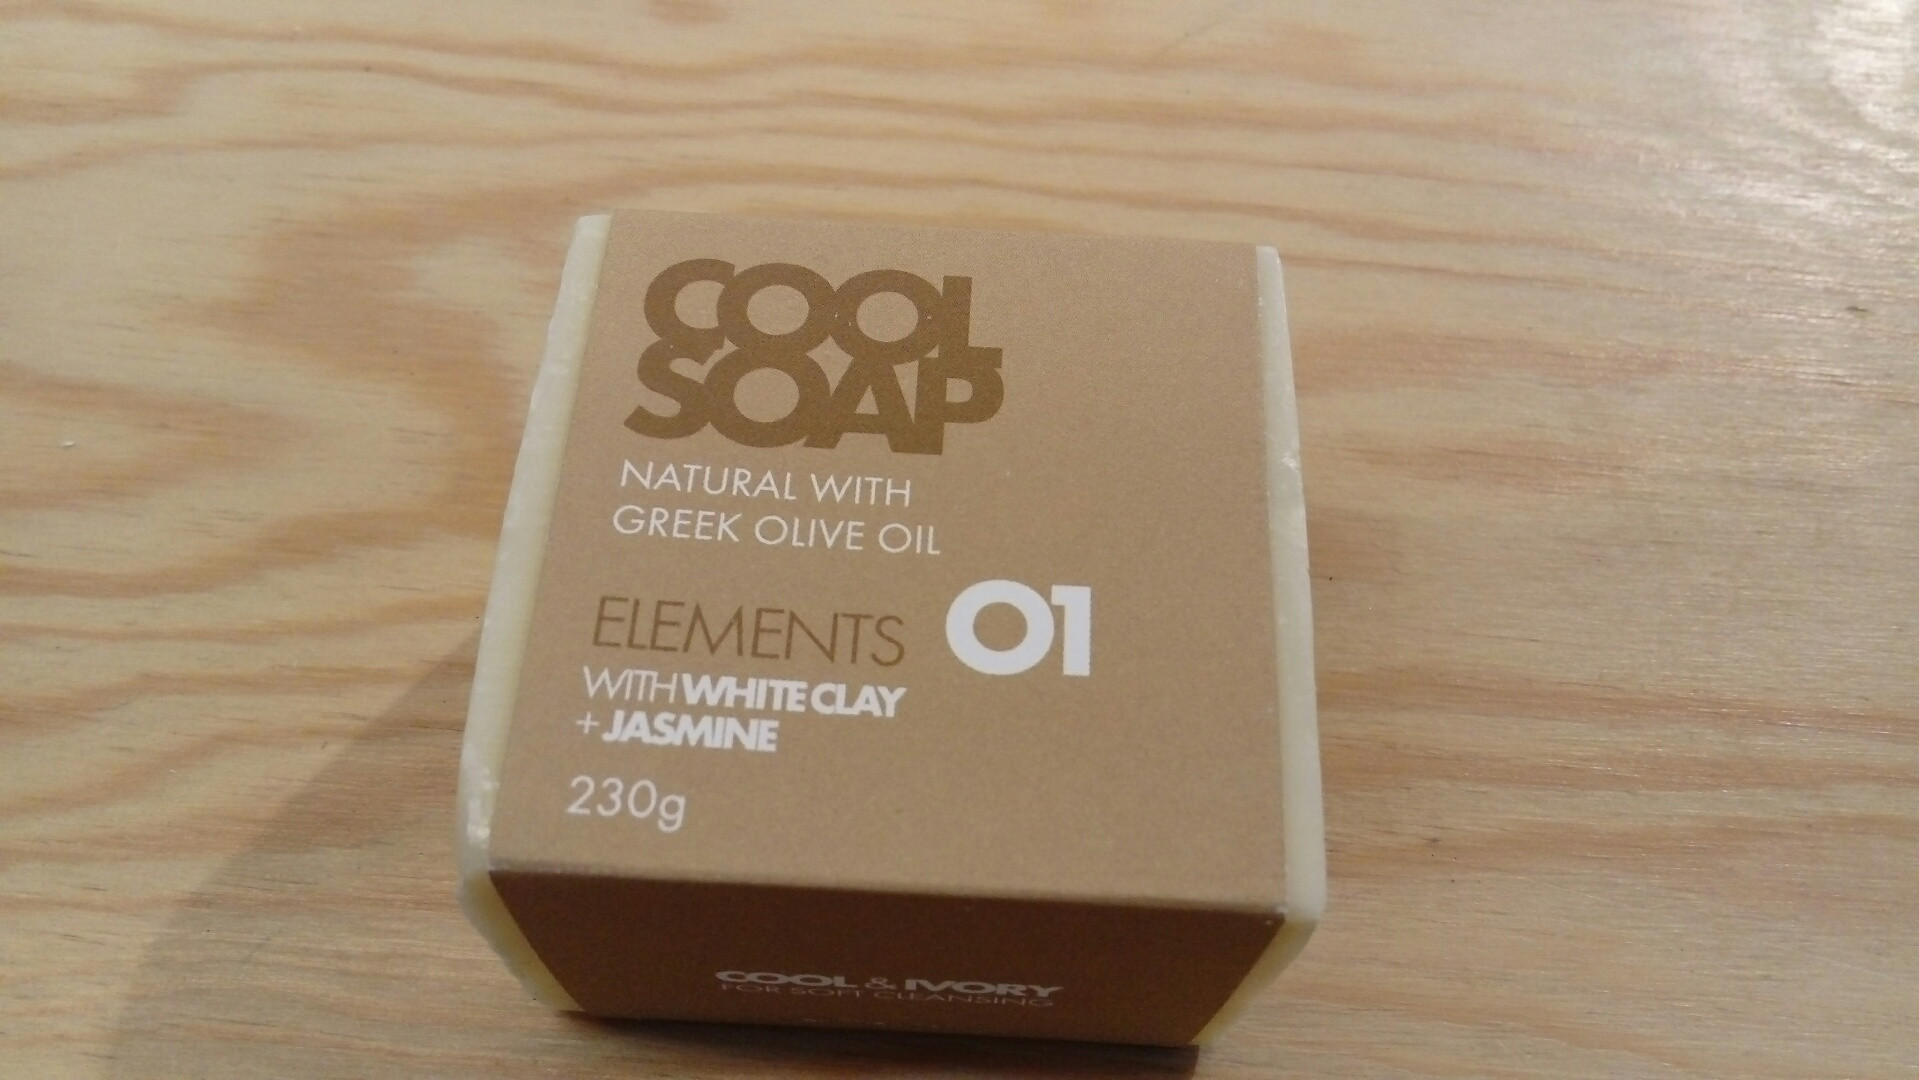 COOL
SOAP
NATURAL WITH
GREEK OLIVE OIL
ELEMENTS 01
WITH WHITE CLAY
+ JASMINE
230g
COOL & IVORY
FOR SOFT CLEANSING